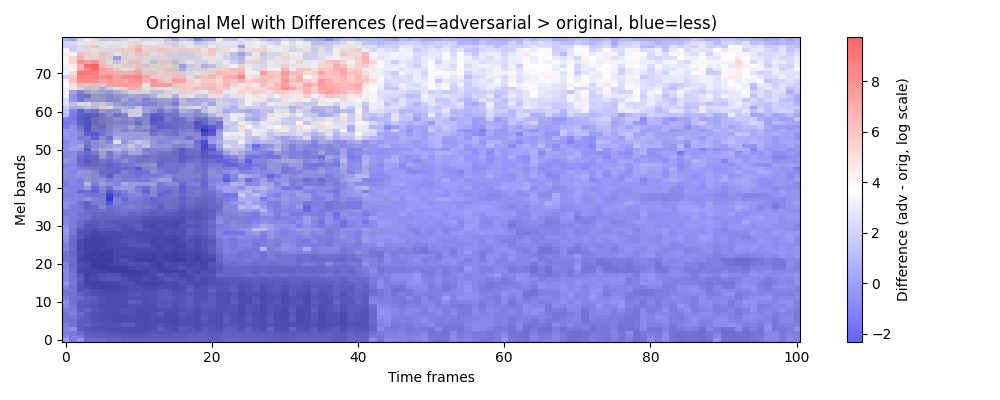 Original Mel with Differences (red=adversarial > original, blue=less)
Mel bands
70
60
50
40
30
20
10
0
0 20 40 60 80 100
Time frames
8
6
4
2
0
−2
Difference (adv - orig, log scale)